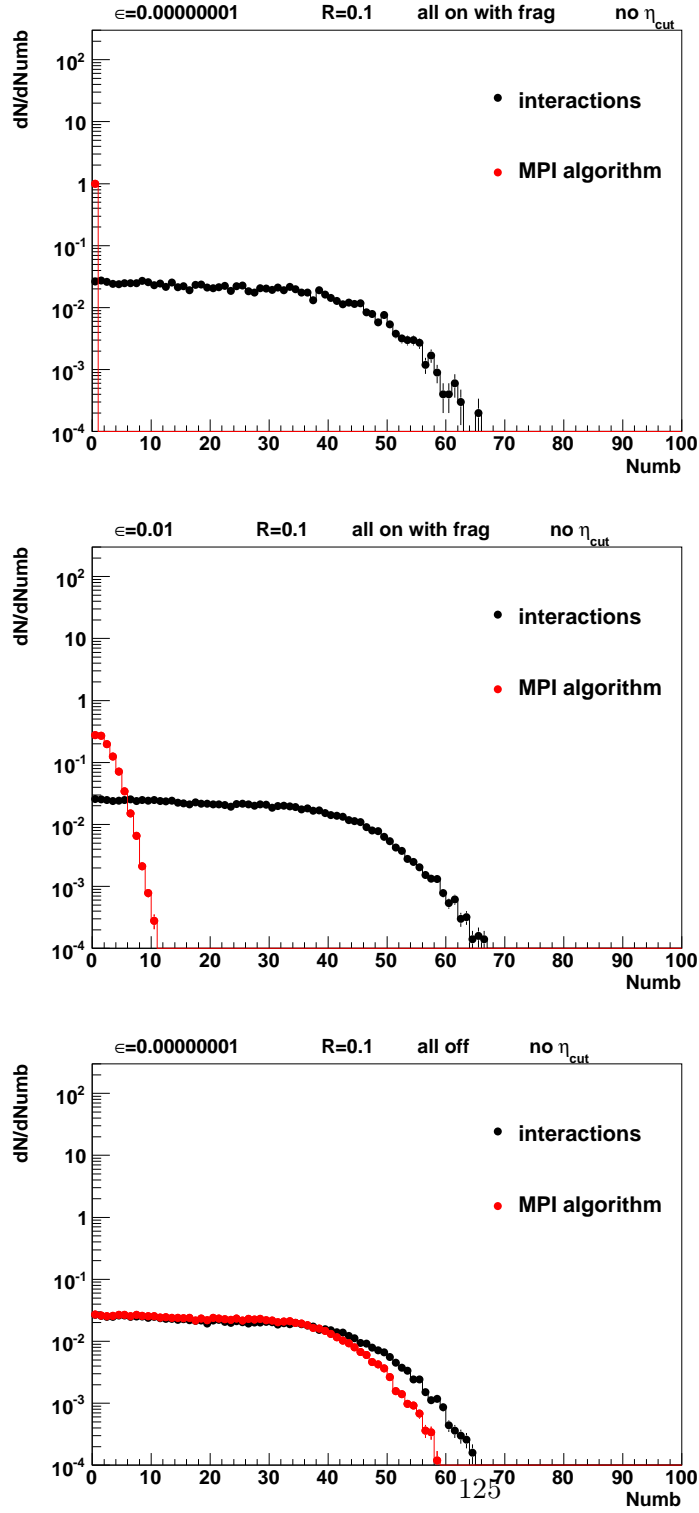 ∈=0.00000001 R=0.1 all on with frag no η_cut
dN/dNumb
10²
10
1
10⁻¹
10⁻²
10⁻³
10⁻⁴
interactions
MPI algorithm
0 10 20 30 40 50 60 70 80 90 100
Numb
∈=0.01 R=0.1 all on with frag no η_cut
dN/dNumb
10²
10
1
10⁻¹
10⁻²
10⁻³
10⁻⁴
interactions
MPI algorithm
0 10 20 30 40 50 60 70 80 90 100
Numb
∈=0.00000001 R=0.1 all off no η_cut
dN/dNumb
10²
10
1
10⁻¹
10⁻²
10⁻³
10⁻⁴
interactions
MPI algorithm
0 10 20 30 40 50 60 70 80 90 100
125
Numb